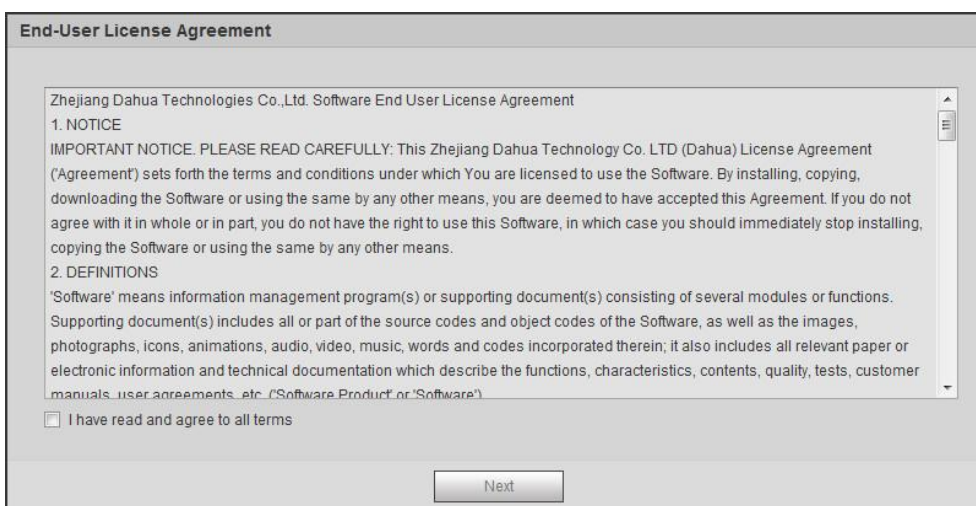 End-User License Agreement
Zhejiang Dahua Technologies Co.,Ltd. Software End User License Agreement
1. NOTICE
IMPORTANT NOTICE. PLEASE READ CAREFULLY: This Zhejiang Dahua Technology Co. LTD (Dahua) License Agreement
('Agreement') sets forth the terms and conditions under which You are licensed to use the Software. By installing, copying,
downloading the Software or using the same by any other means, you are deemed to have accepted this Agreement. If you do not
agree with it in whole or in part, you do not have the right to use this Software, in which case you should immediately stop installing,
copying the Software or using the same by any other means.
2. DEFINITIONS
'Software' means information management program(s) or supporting document(s) consisting of several modules or functions.
Supporting document(s) includes all or part of the source codes and object codes of the Software, as well as the images,
photographs, icons, animations, audio, video, music, words and codes incorporated therein; it also includes all relevant paper or
electronic information and technical documentation which describe the functions, characteristics, contents, quality, tests, customer
manuals, user agreements, etc. ('Software Product' or 'Software')
I have read and agree to all terms
Next